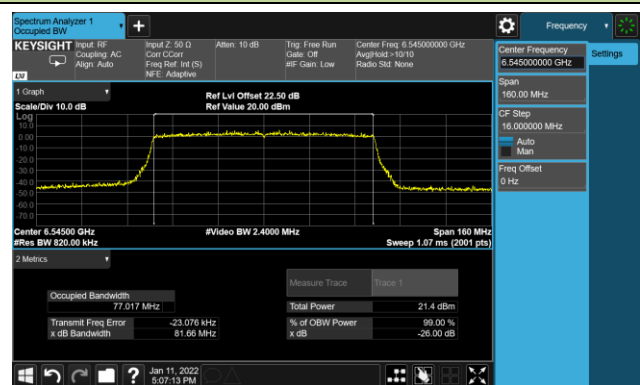 Spectrum Analyzer 1
Occupied BW
+
Frequency
KEYSIGHT
Input: RF
Coupling: AC
Align: Auto
Input Z: 50 Ω
Corr CCorr
Freq Ref: Int (S)
NFE: Adaptive
Atten: 10 dB
Trig: Free Run
Gate: Off
#IF Gain: Low
Center Freq: 6.545000000 GHz
Avg|Hold:>10/10
Radio Std: None
LXI
1 Graph
Scale/Div 10.0 dB
Ref Lvl Offset 22.50 dB
Ref Value 20.00 dBm
Log
10.0
0.00
-10.0
-20.0
-30.0
-40.0
-50.0
-60.0
-70.0
Center 6.54500 GHz
#Res BW 820.00 kHz
#Video BW 2.4000 MHz
Span 160 MHz
Sweep 1.07 ms (2001 pts)
2 Metrics
Measure Trace
Trace 1
Occupied Bandwidth
77.017 MHz
Total Power
21.4 dBm
Transmit Freq Error
-23.076 kHz
% of OBW Power
99.00 %
x dB Bandwidth
81.66 MHz
x dB
-26.00 dB
?
Jan 11, 2022
5:07:13 PM
Center Frequency
6.545000000 GHz
Settings
Span
160.00 MHz
CF Step
16.000000 MHz
Auto
Man
Freq Offset
0 Hz